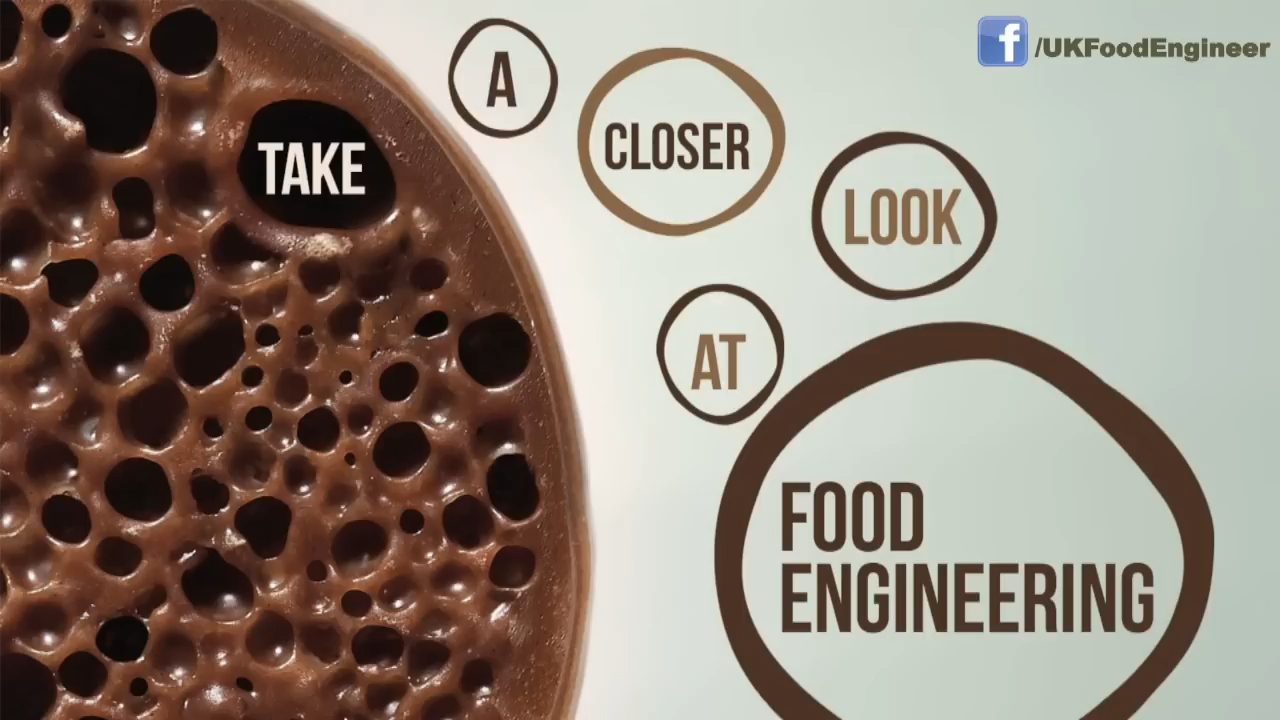 TAKE
A
CLOSER
LOOK
AT
FOOD
ENGINEERING
f /UKFoodEngineer